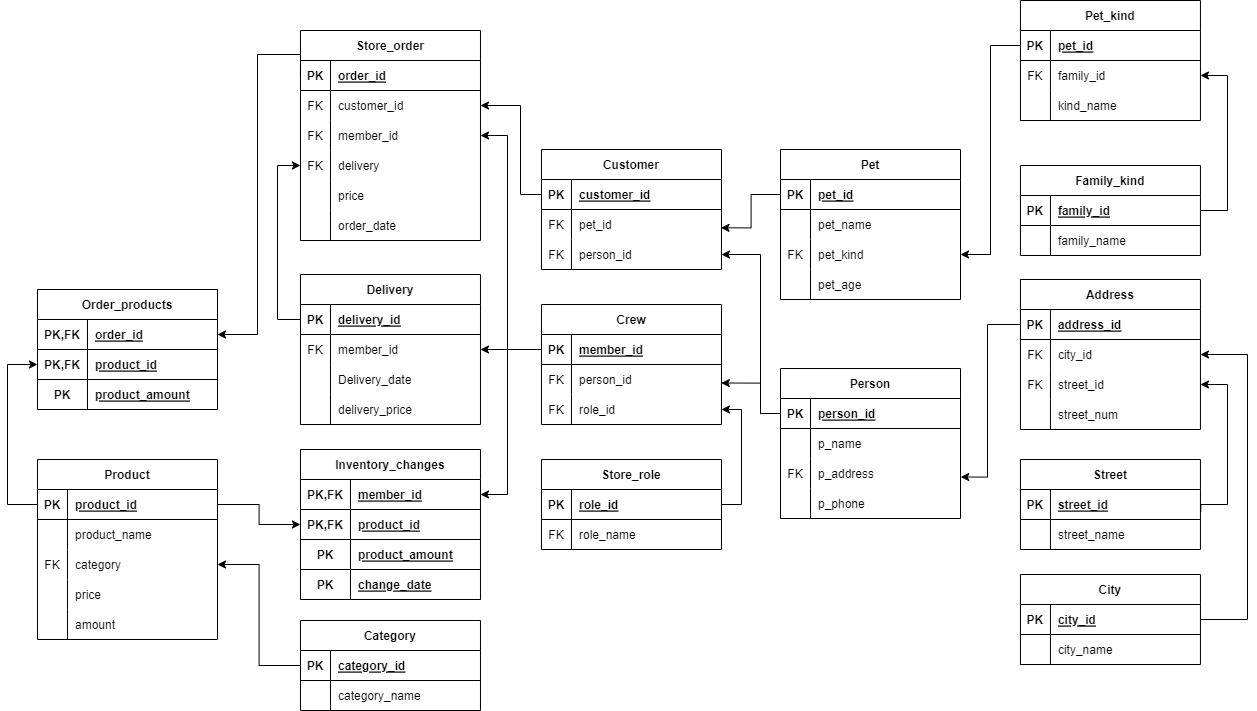 Store_order
PK order_id
FK customer_id
FK member_id
FK delivery
price
order_date
Pet_kind
PK pet_id
FK family_id
kind_name
Customer
PK customer_id
FK pet_id
FK person_id
Pet
PK pet_id
pet_name
FK pet_kind
pet_age
Family_kind
PK family_id
family_name
Order_products
PK,FK order_id
PK,FK product_id
PK product_amount
Delivery
PK delivery_id
FK member_id
Delivery_date
delivery_price
Crew
PK member_id
FK person_id
FK role_id
Person
PK person_id
p_name
FK p_address
p_phone
Address
PK address_id
FK city_id
FK street_id
street_num
Product
PK product_id
product_name
FK category
price
amount
Inventory_changes
PK,FK member_id
PK,FK product_id
PK product_amount
PK change_date
Store_role
PK role_id
FK role_name
Street
PK street_id
street_name
Category
PK category_id
category_name
City
PK city_id
city_name